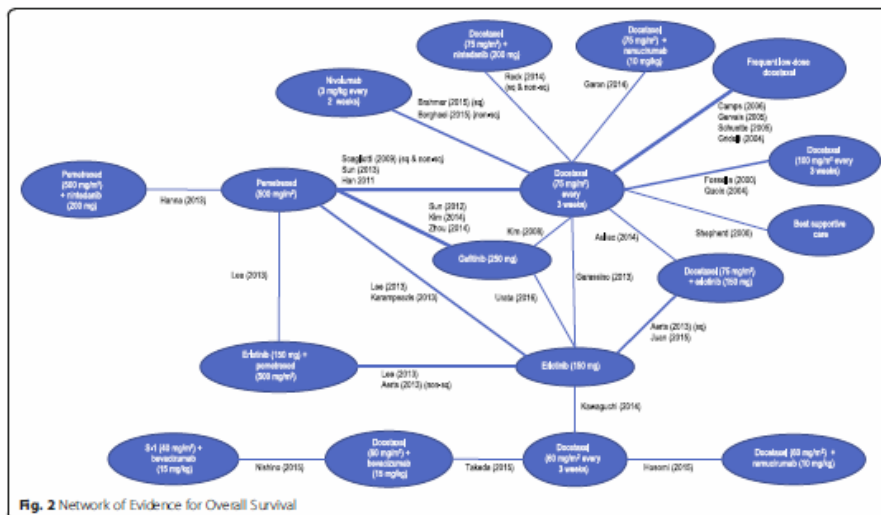 Docetaxel
(75 mg/m²) +
nintedanib (200 mg)
Docetaxel
(75 mg/m²) +
ramucirumab
(10 mg/kg)
Frequent low-dose
docetaxel
Nivolumab
(3 mg/kg every
2 weeks)
Reck (2014)
(sq & non-sq)
Garon (2014)
Brahmer (2015) (sq)
Borghaei (2015) (non-sq)
Camps (2006)
Gervais (2005)
Schuette (2005)
Gridelli (2004)
Docetaxel
(100 mg/m² every
3 weeks)
Scagliotti (2009) (sq & non-sq)
Sun (2013)
Han 2011
Fossella (2000)
Quoix (2004)
Pemetrexed
(500 mg/m²)
+ nintedanib
(200 mg)
Hanna (2013)
Pemetrexed
(500 mg/m²)
Docetaxel
(75 mg/m²)
every
3 weeks)
Sun (2012)
Kim (2014)
Zhou (2014)
Kim (2008)
Shepherd (2000)
Best supportive
care
Gefitinib (250 mg)
Garassino (2013)
Docetaxel (75 mg/m²)
+ erlotinib (150 mg)
Lee (2013)
Lee (2013)
Karampeazis (2013)
Urata (2016)
Aerts (2013) (sq)
Juan (2015)
Erlotinib (150 mg) +
pemetrexed
(500 mg/m²)
Lee (2013)
Aerts (2013) (non-sq)
Erlotinib (150 mg)
Kawaguchi (2014)
S-1 (40 mg/m²) +
bevacizumab
(15 mg/kg)
Nishino (2015)
Docetaxel
(60 mg/m²) +
bevacizumab
(15 mg/kg)
Takeda (2015)
Docetaxel
(60 mg/m² every
3 weeks)
Hosomi (2015)
Docetaxel (60 mg/m²) +
ramucirumab (10 mg/kg)
Fig. 2 Network of Evidence for Overall Survival